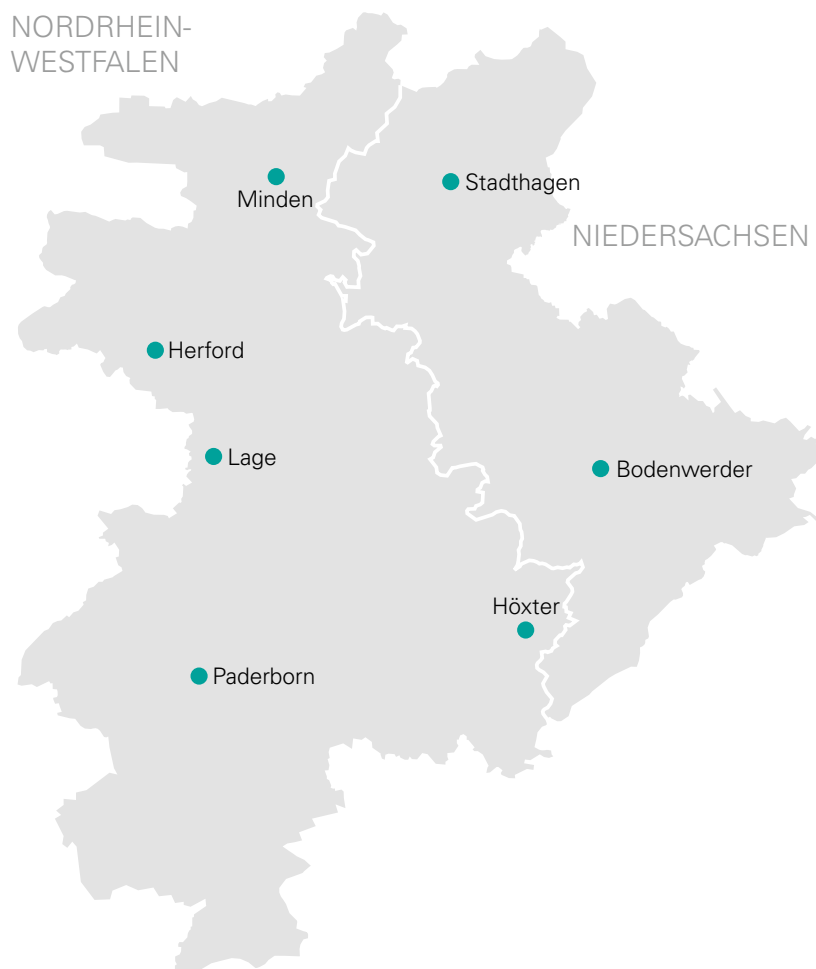 NORDRHEIN-
WESTFALEN
Minden
Stadthagen
NIEDERSACHSEN
Herford
Lage
Bodenwerder
Höxter
Paderborn